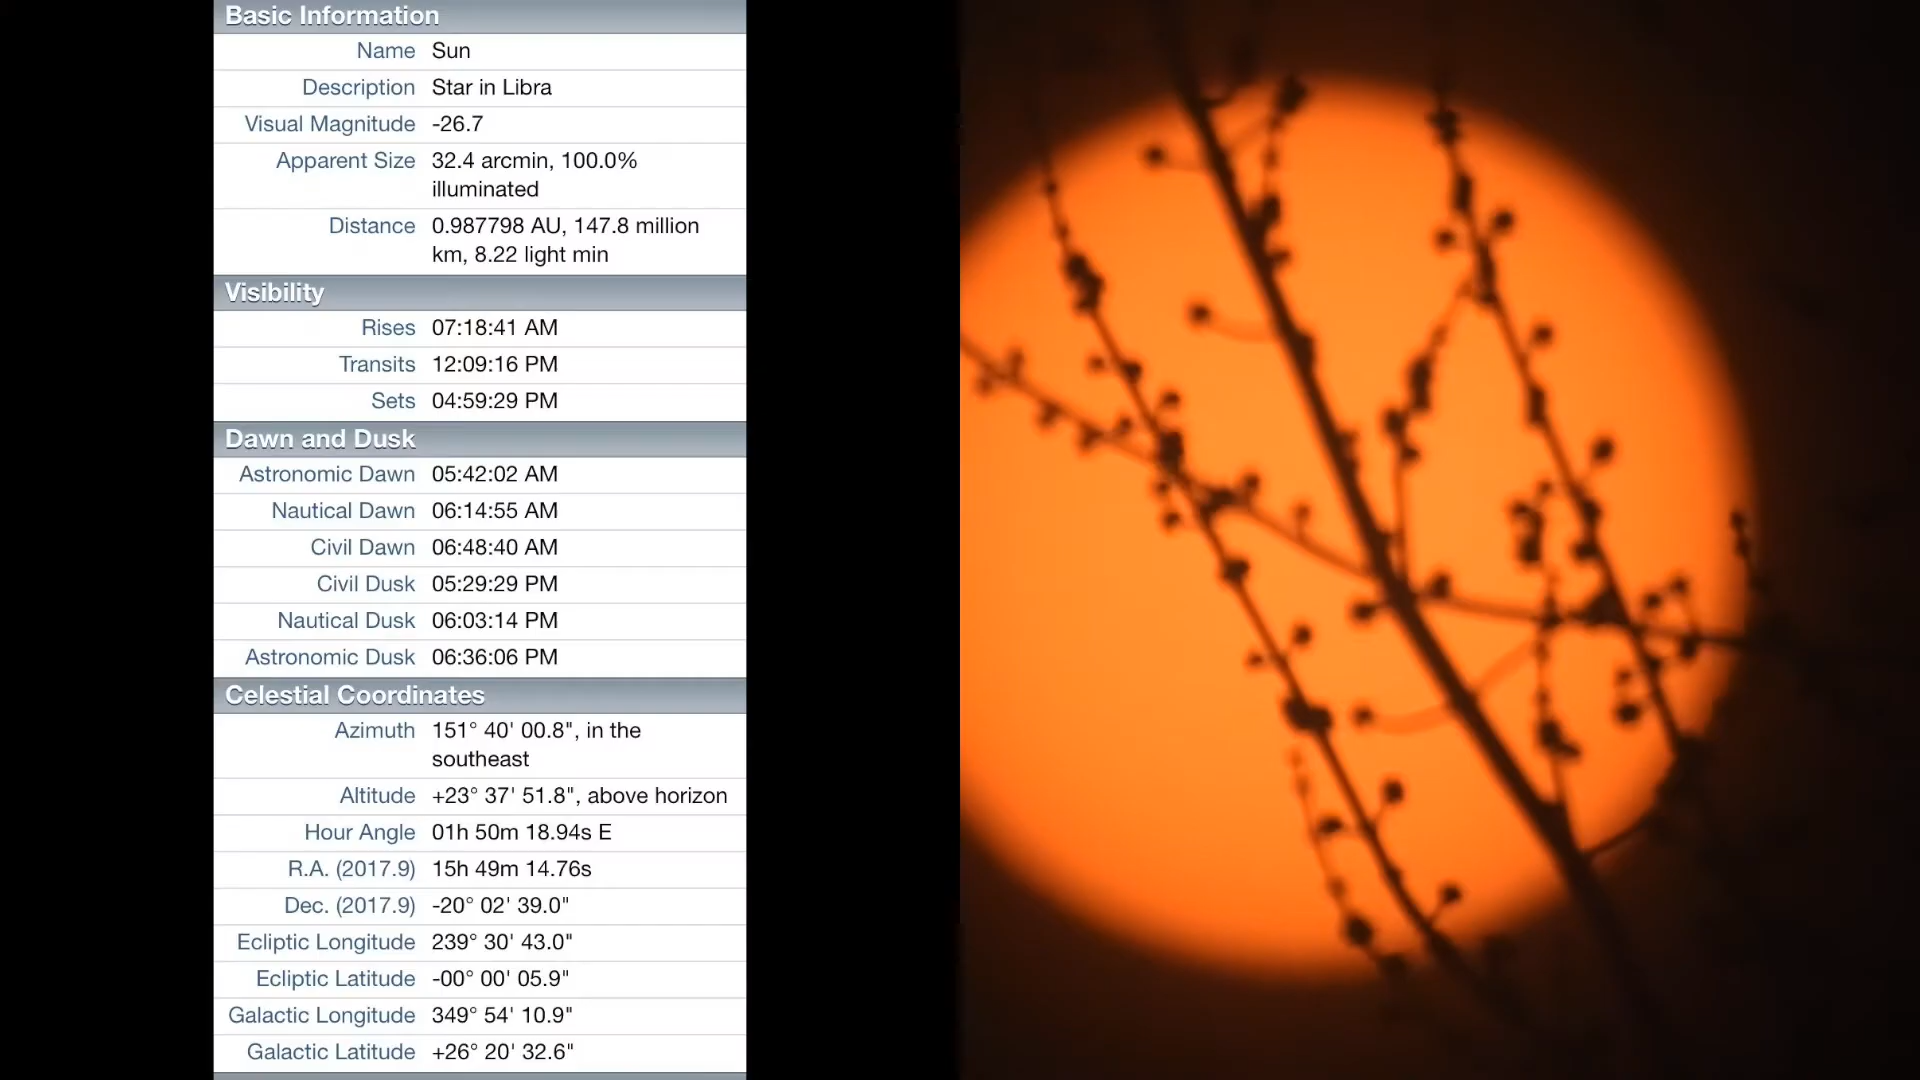 Basic Information
Name Sun
Description Star in Libra
Visual Magnitude -26.7
Apparent Size 32.4 arcmin, 100.0%
illuminated
Distance 0.987798 AU, 147.8 million
km, 8.22 light min
Visibility
Rises 07:18:41 AM
Transits 12:09:16 PM
Sets 04:59:29 PM
Dawn and Dusk
Astronomic Dawn 05:42:02 AM
Nautical Dawn 06:14:55 AM
Civil Dawn 06:48:40 AM
Civil Dusk 05:29:29 PM
Nautical Dusk 06:03:14 PM
Astronomic Dusk 06:36:06 PM
Celestial Coordinates
Azimuth 151° 40' 00.8", in the
southeast
Altitude +23° 37' 51.8", above horizon
Hour Angle 01h 50m 18.94s E
R.A. (2017.9) 15h 49m 14.76s
Dec. (2017.9) -20° 02' 39.0"
Ecliptic Longitude 239° 30' 43.0"
Ecliptic Latitude -00° 00' 05.9"
Galactic Longitude 349° 54' 10.9"
Galactic Latitude +26° 20' 32.6"